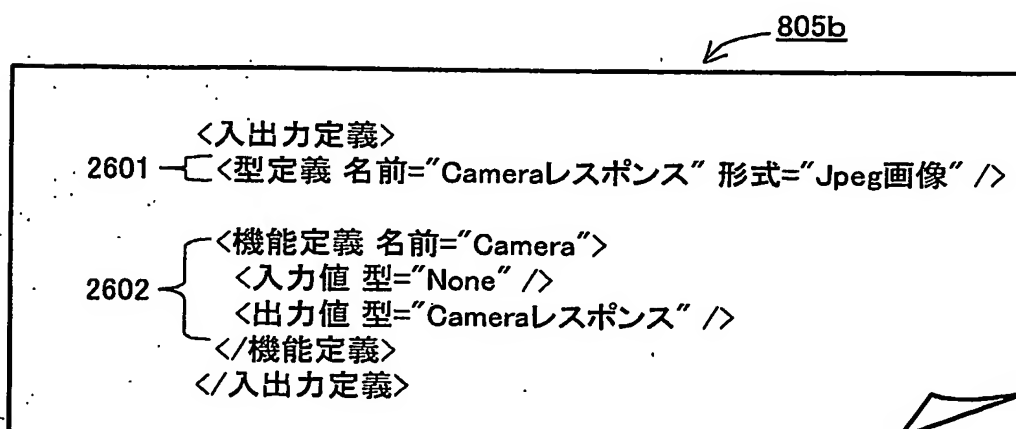 805b
<入出力定義>
2601 <型定義 名前="Cameraレスポンス" 形式="Jpeg画像" />
<機能定義 名前="Camera">
<入力値 型="None" />
2602
<出力値 型="Cameraレスポンス" />
</機能定義>
</入出力定義>